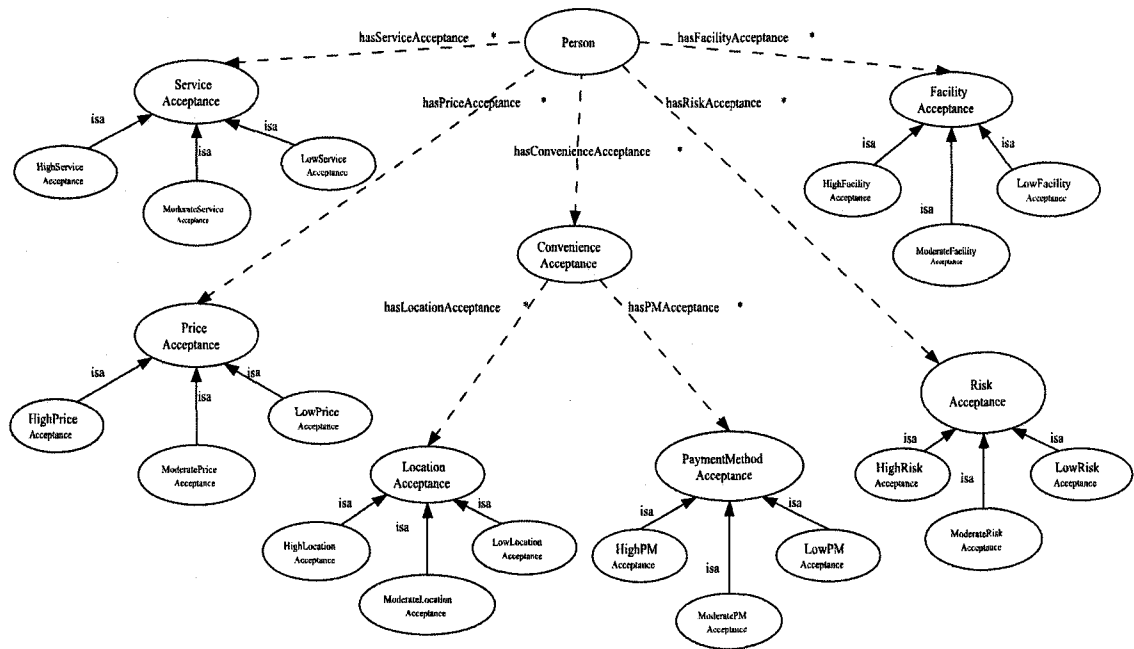 Person
hasServiceAcceptance *
hasFacilityAcceptance *
Service
Acceptance
isa
isa
isa
HighService
Acceptance
ModerateService
Acceptance
LowService
Acceptance
hasPriceAcceptance *
hasRiskAcceptance *
Facility
Acceptance
isa
isa
isa
HighFacility
Acceptance
ModerateFacility
Acceptance
LowFacility
Acceptance
hasConvenienceAcceptance *
Convenience
Acceptance
hasLocationAcceptance *
hasPMAcceptance *
Price
Acceptance
isa
isa
isa
HighPrice
Acceptance
ModeratePrice
Acceptance
LowPrice
Acceptance
Location
Acceptance
isa
isa
isa
HighLocation
Acceptance
ModerateLocation
Acceptance
LowLocation
Acceptance
PaymentMethod
Acceptance
isa
isa
isa
HighPM
Acceptance
ModeratePM
Acceptance
LowPM
Acceptance
Risk
Acceptance
isa
isa
isa
HighRisk
Acceptance
ModerateRisk
Acceptance
LowRisk
Acceptance